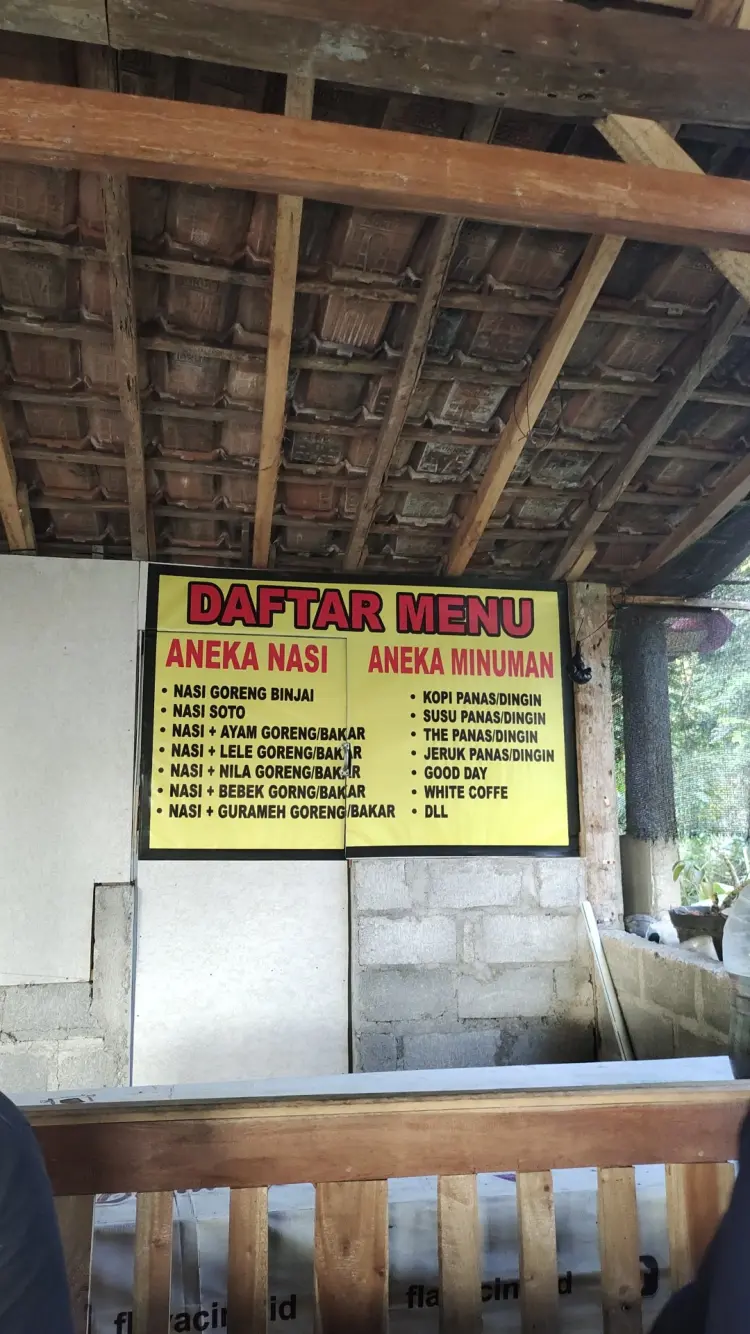 DAFTAR MENU
ANEKA NASI
• NASI GORENG BINJAI
• NASI SOTO
• NASI + AYAM GORENG/BAKAR
• NASI + LELE GORENG/BAKAR
• NASI + NILA GORENG/BAKAR
• NASI + BEBEK GORNG/BAKAR
• NASI + GURAMEH GORENG/BAKAR
ANEKA MINUMAN
• KOPI PANAS/DINGIN
• SUSU PANAS/DINGIN
• THE PANAS/DINGIN
• JERUK PANAS/DINGIN
• GOOD DAY
• WHITE COFFE
• DLL